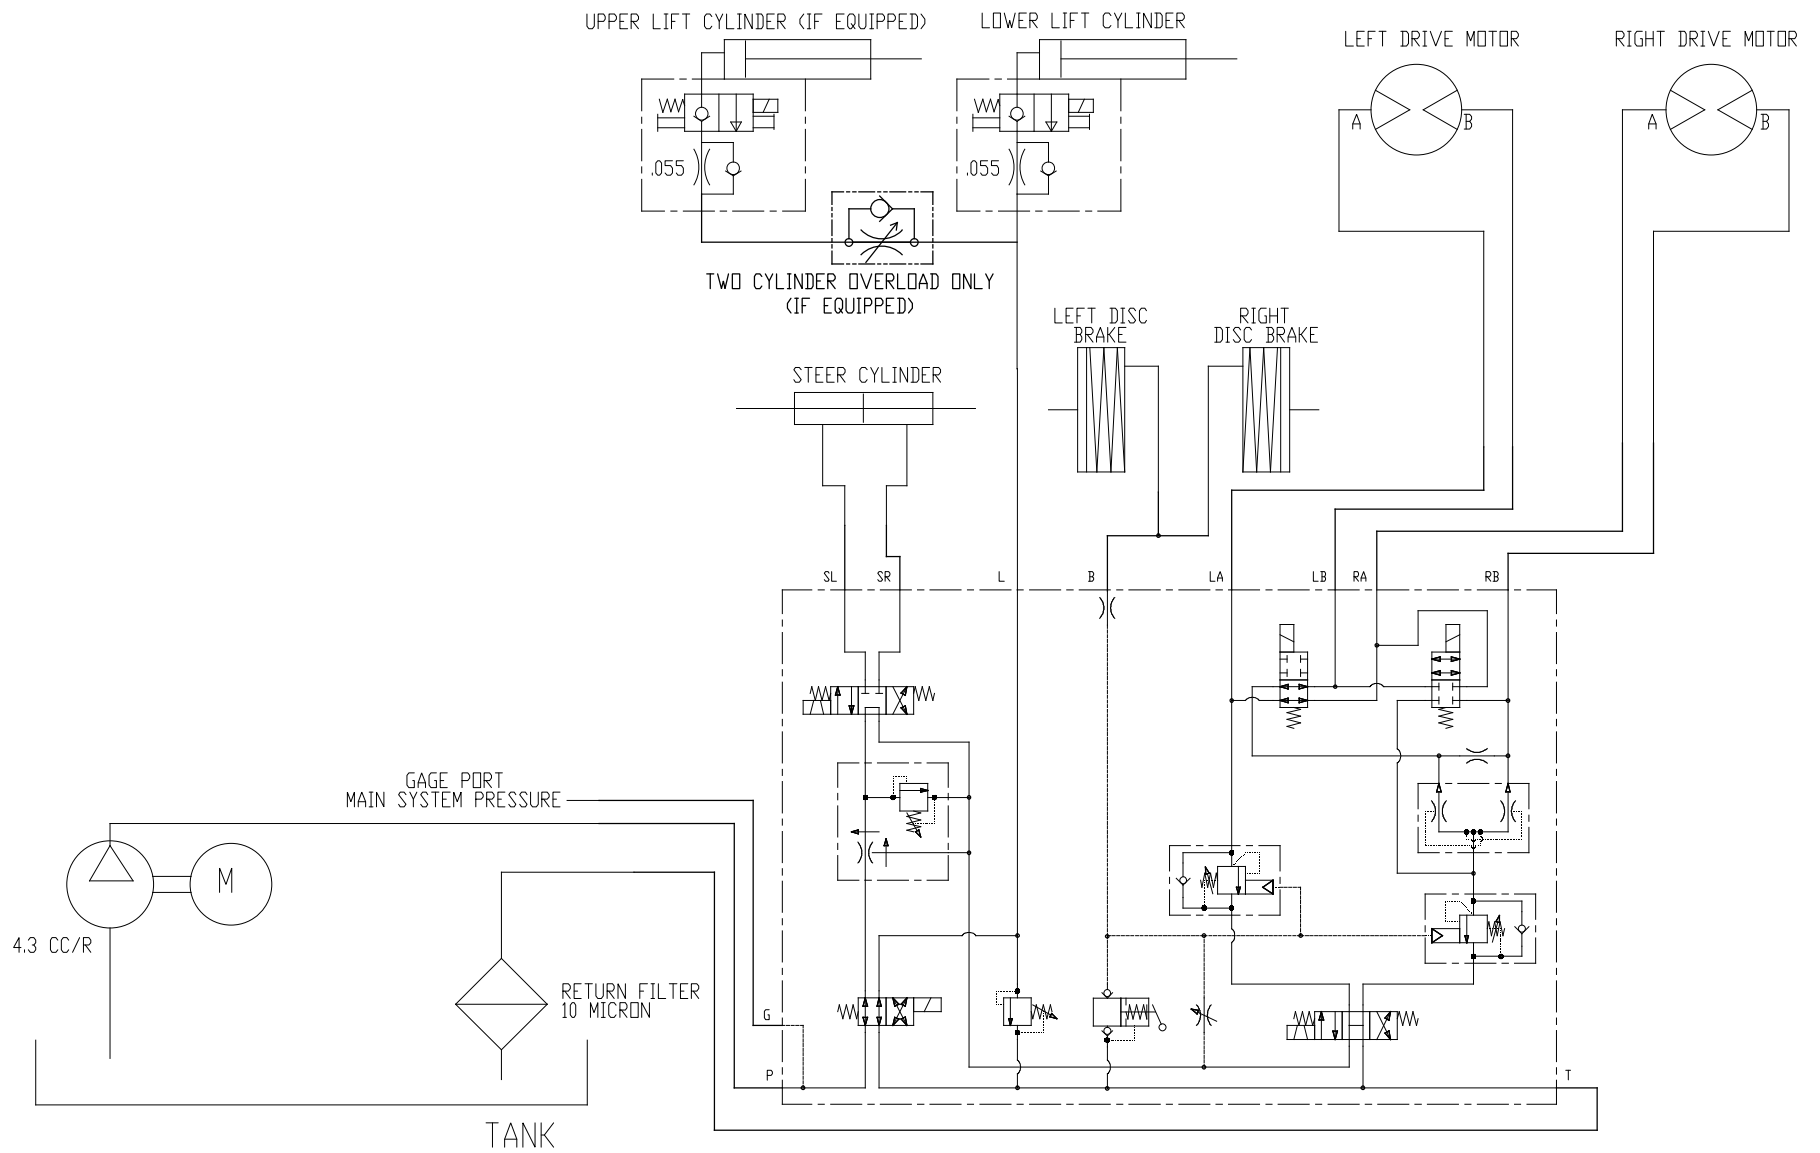 UPPER LIFT CYLINDER (IF EQUIPPED)
LOWER LIFT CYLINDER
LEFT DRIVE MOTOR
RIGHT DRIVE MOTOR
A
B
A
B
.055
.055
TWO CYLINDER OVERLOAD ONLY
(IF EQUIPPED)
LEFT DISC
BRAKE
RIGHT
DISC BRAKE
STEER CYLINDER
SL
SR
L
B
LA
LB
RA
RB
GAGE PORT
MAIN SYSTEM PRESSURE
M
4.3 CC/R
RETURN FILTER
10 MICRON
G
P
T
TANK